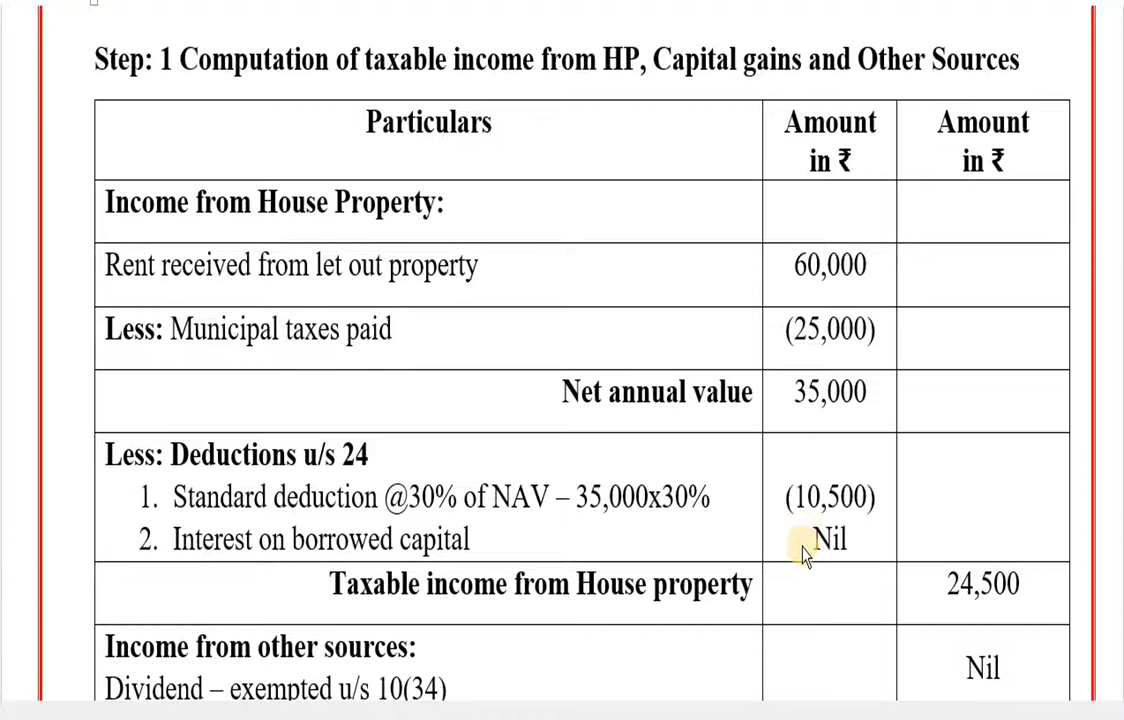 Step: 1 Computation of taxable income from HP, Capital gains and Other Sources
Particulars
Amount in ₹
Amount in ₹
Income from House Property:
Rent received from let out property 60,000
Less: Municipal taxes paid (25,000)
Net annual value 35,000
Less: Deductions u/s 24
1. Standard deduction @30% of NAV – 35,000x30% (10,500)
2. Interest on borrowed capital Nil
Taxable income from House property 24,500
Income from other sources:
Nil
Dividend – exempted u/s 10(34)